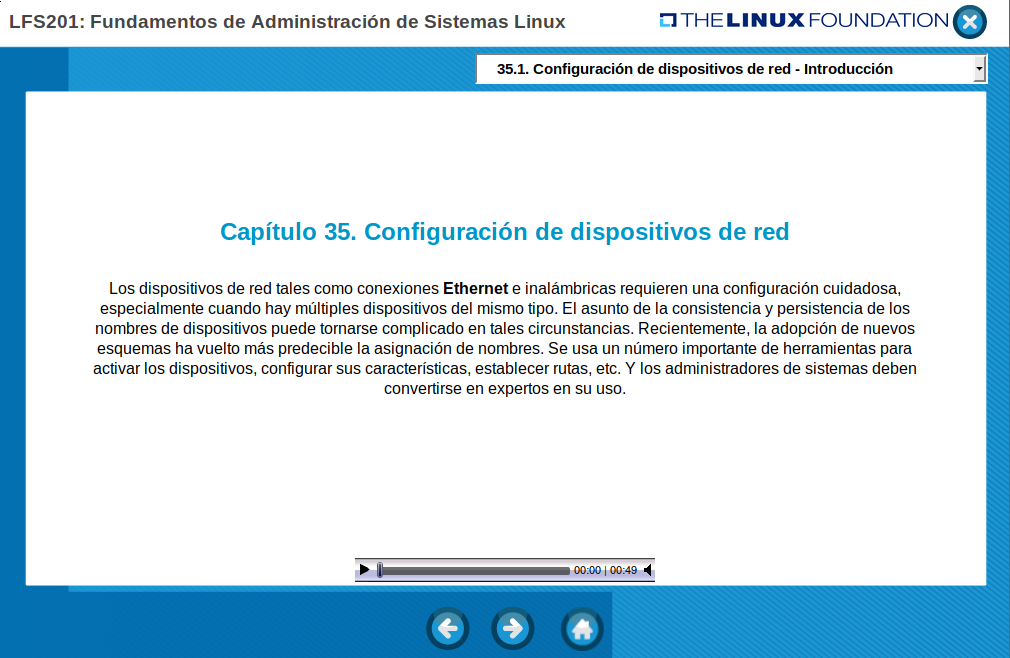 LFS201: Fundamentos de Administración de Sistemas Linux
THE LINUX FOUNDATION
35.1. Configuración de dispositivos de red - Introducción
Capítulo 35. Configuración de dispositivos de red
Los dispositivos de red tales como conexiones Ethernet e inalámbricas requieren una configuración cuidadosa,
especialmente cuando hay múltiples dispositivos del mismo tipo. El asunto de la consistencia y persistencia de los
nombres de dispositivos puede tornarse complicado en tales circunstancias. Recientemente, la adopción de nuevos
esquemas ha vuelto más predecible la asignación de nombres. Se usa un número importante de herramientas para
activar los dispositivos, configurar sus características, establecer rutas, etc. Y los administradores de sistemas deben
convertirse en expertos en su uso.
00:00 | 00:49